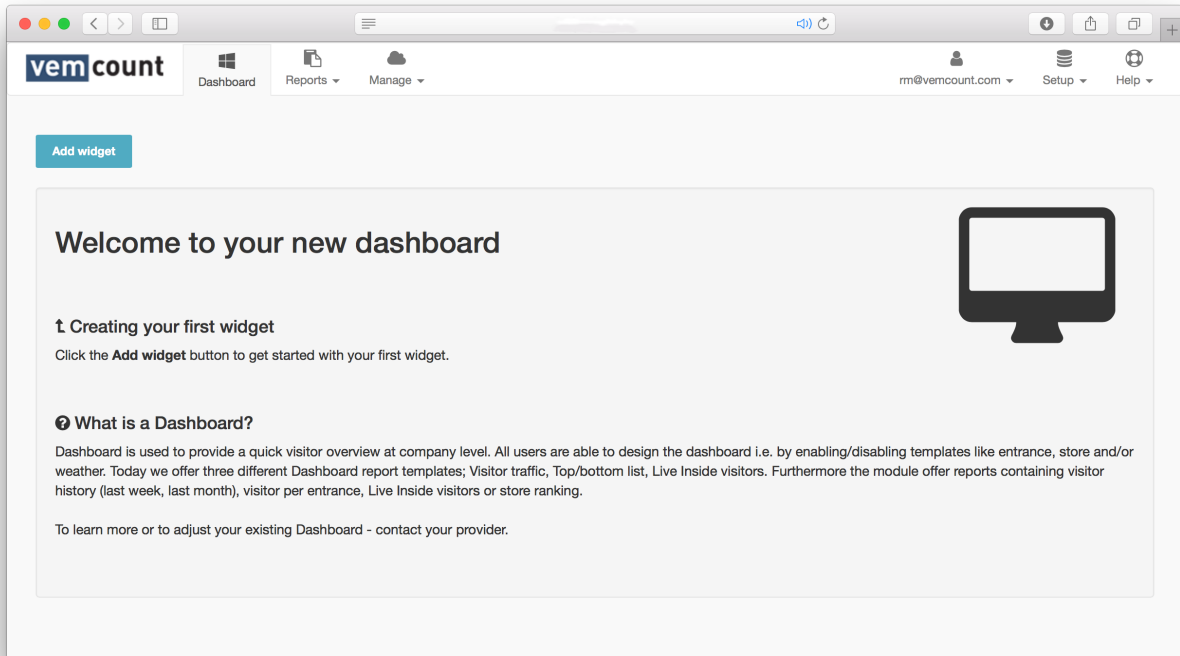 vemcount
Dashboard
Reports
Manage
rm@vemcount.com
Setup
Help
Add widget
Welcome to your new dashboard
Creating your first widget
Click the Add widget button to get started with your first widget.
What is a Dashboard?
Dashboard is used to provide a quick visitor overview at company level. All users are able to design the dashboard i.e. by enabling/disabling templates like entrance, store and/or
weather. Today we offer three different Dashboard report templates; Visitor traffic, Top/bottom list, Live Inside visitors. Furthermore the module offer reports containing visitor
history (last week, last month), visitor per entrance, Live Inside visitors or store ranking.
To learn more or to adjust your existing Dashboard - contact your provider.